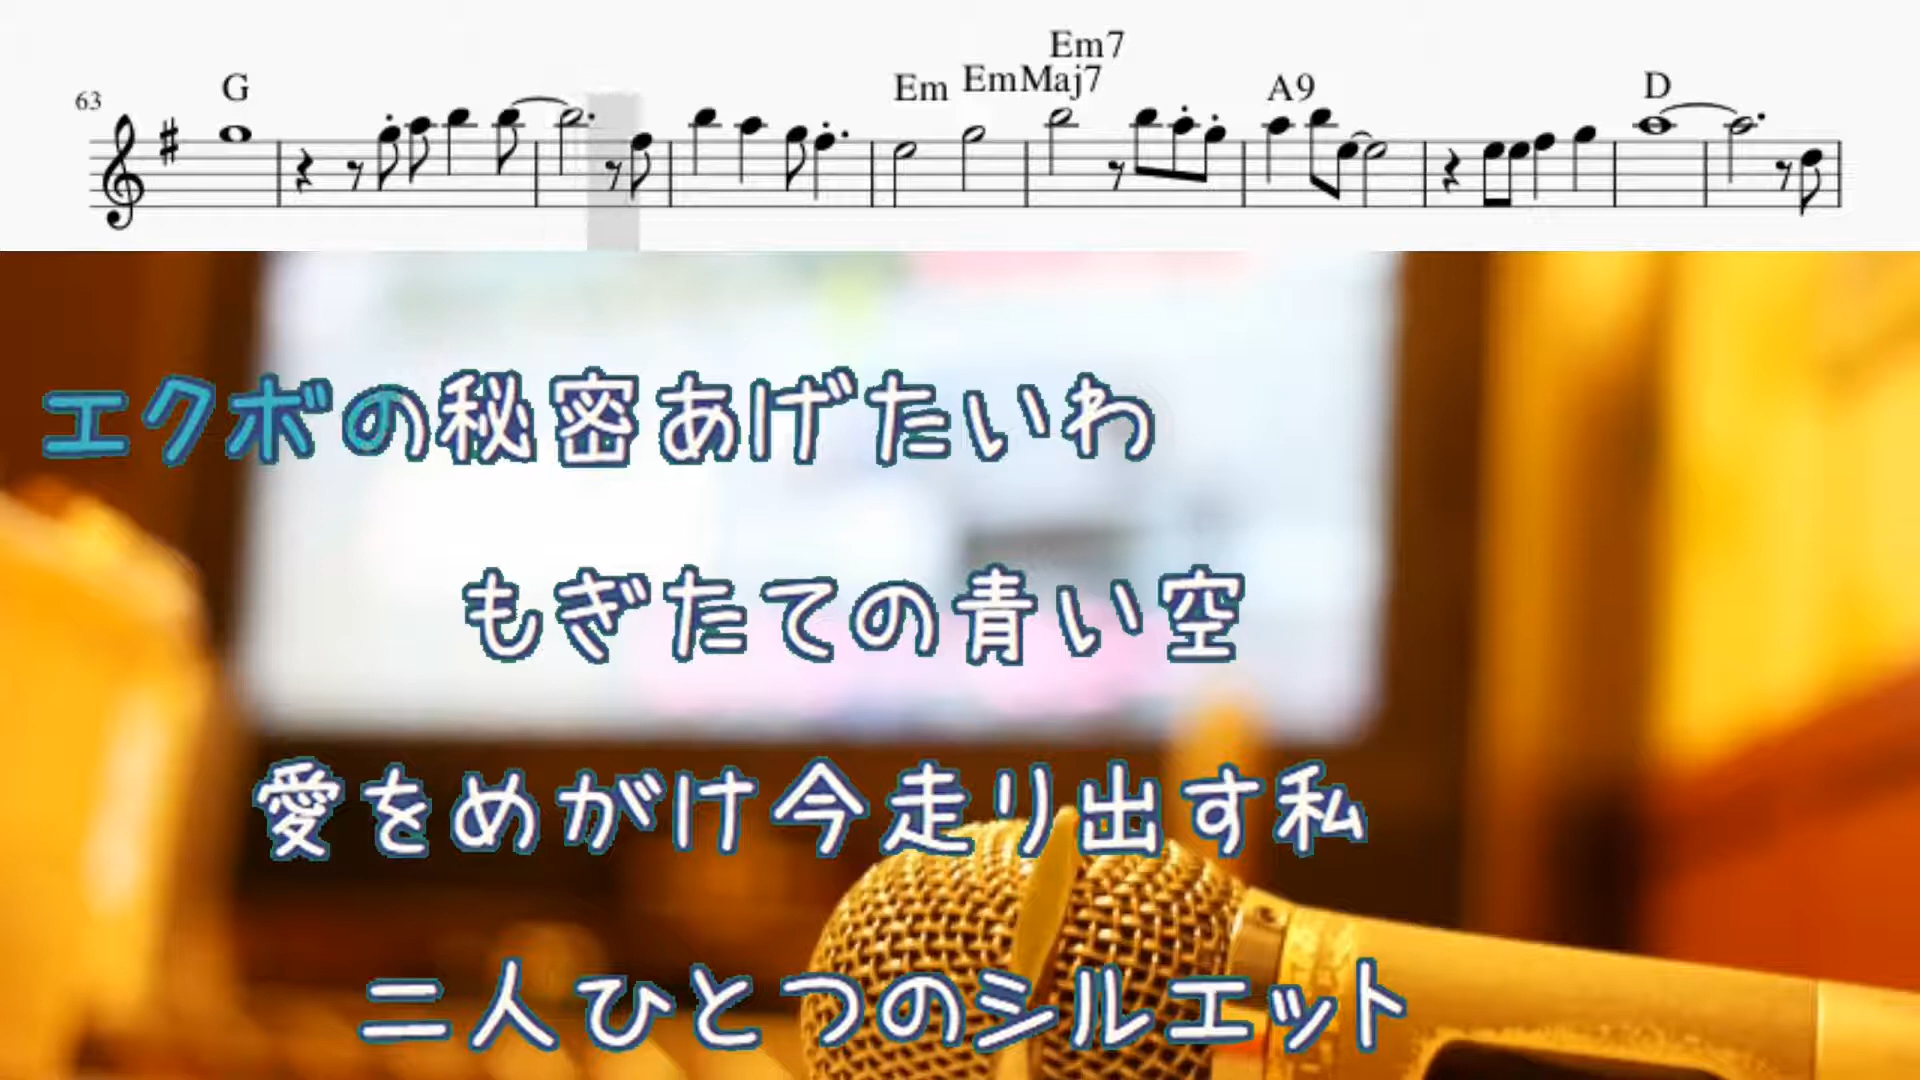 Em7
G Em EmMaj7 A9 D
63
エクボの秘密あげたいわ
もぎたての青い空
愛をめがけ今走り出す私
二人ひとつのシルエット